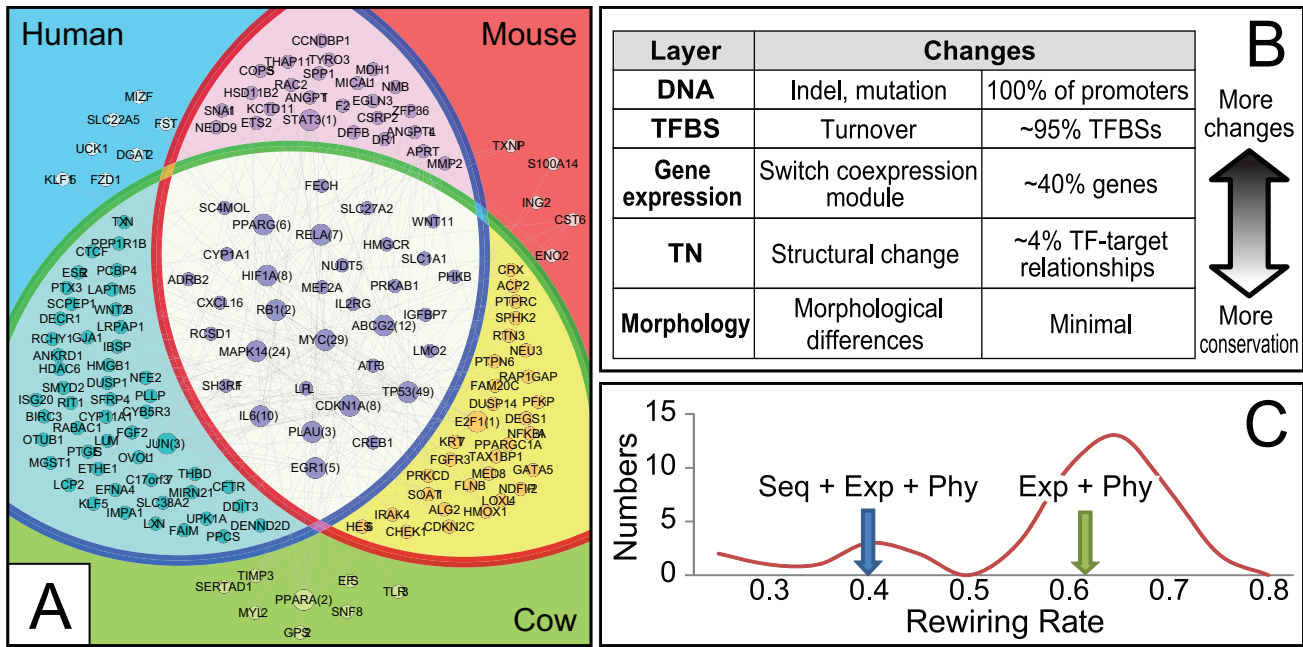 Human
Mouse
CCNDBP1
THAP11
TYRO3
COPS5
SPP1
MDH1
RAC2
MICAL1
NMB
HSD11B2
ANGPT1
EGLN3
SNAI1
KCTD11
F2
CSRP2
ZFP36
NEDD9
ETS2
STAT3(1)
DFFB
DR1
ANGPTL4
APRT
MMP2
MIZF
SLC22A5
FST
UCK1
DGAT2
FZD1
TXNIP
S100A14
ING2
CST6
ENO2
FECH
SC4MOL
PPARG(6)
SLC27A2
RELA(7)
WNT11
CYP1A1
HMGCR
SLC1A1
NUDT5
ADRB2
HIF1A(8)
PHKB
MEF2A
PRKAB1
CXCL16
RB1(2)
IL2RG
IGFBP7
ABCG2(12)
RCSD1
MYC(29)
MAPK14(24)
LMO2
ATF3
SH3RF1
LPL
TP53(49)
CDKN1A(8)
IL6(10)
PLAU(3)
CREB1
EGR1(5)
TXN
CTCF
PPP1R1B
PCBP4
PTX3
LAPTM5
SCPEP1
WNT2B
DECR1
LRPAP1
RCHY1
GJA1
IBSP
ANKRD1
HDAC6
HMGB1
NFE2
SMYD2
DUSP1
ISG20
RIT1
SFRP4
PLLP
BIRC3
CYP11A1
CYB5R3
RABAC1
FGF2
OTUB1
LUM
JUN(3)
PTGES
OVOL1
MGST1
ETHE1
THBD
C17orf37
LCP2
EFNA4
MIRN21
CFTR
SLC38A2
KLF5
DDIT3
IMPA1
LXN
UPK1A
DENND2D
FAIM
PPCS
CRX
ACP2
PTPRC
SPHK2
RTN3
NEU3
PTPN6
RAP1GAP
FAM20C
DUSP14
PFKP
E2F1(1)
DEGS1
NFKBIA
PPARGC1A
TAX1BP1
FGFR3
GATA5
PRKCD
MED8
FLNB
NDFIP2
SOAT1
LOXL4
IRAK4
ALG2
HMOX1
HES6
CHEK1
CDKN2C
TIMP3
SERTAD1
PPARA(2)
TLR3
MYL2
SNF8
GPS2
A
Cow
B
Layer Changes
DNA Indel, mutation 100% of promoters
TFBS Turnover ~95% TFBSs
Gene expression Switch coexpression module ~40% genes
TN Structural change ~4% TF-target relationships
Morphology Morphological differences Minimal
More changes
More conservation
C
15
10
5
0
Numbers
Seq + Exp + Phy
Exp + Phy
0.3 0.4 0.5 0.6 0.7 0.8
Rewiring Rate